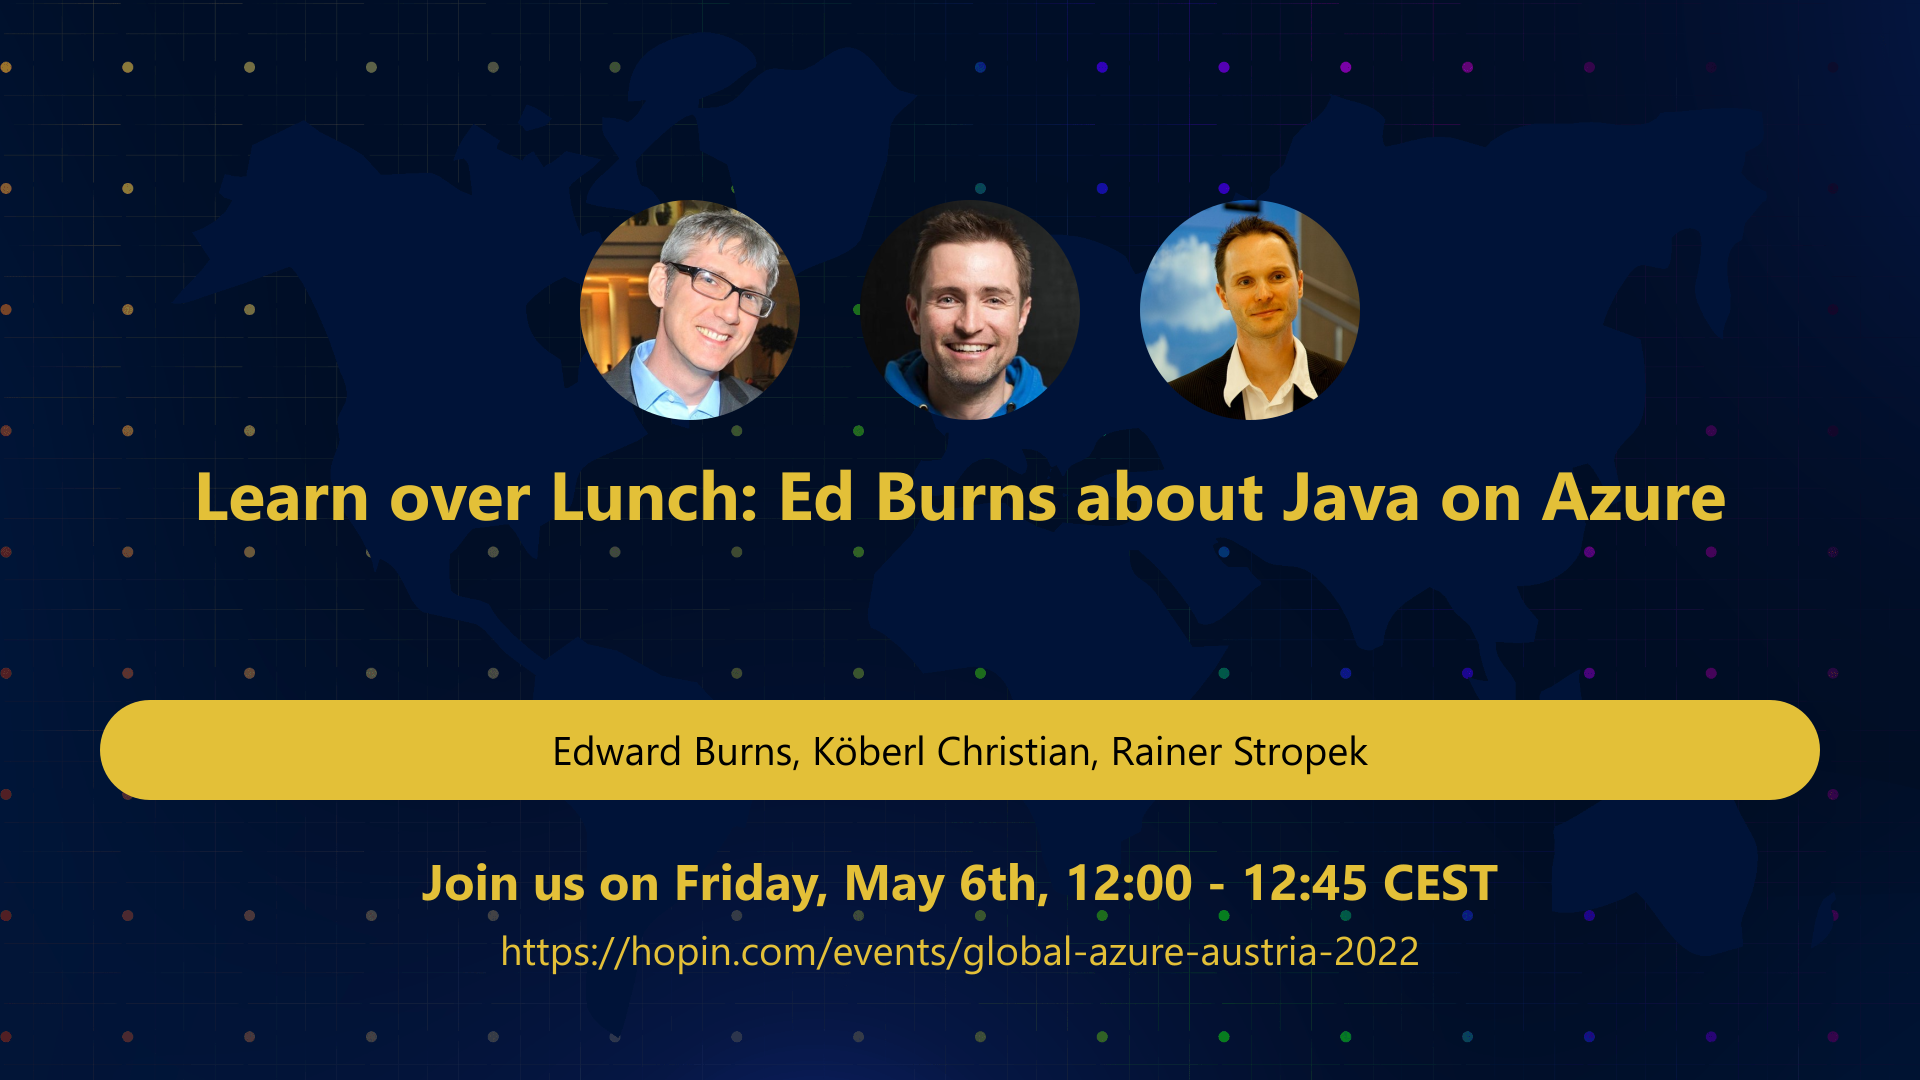 Learn over Lunch: Ed Burns about Java on Azure
Edward Burns, Köberl Christian, Rainer Stropek
Join us on Friday, May 6th, 12:00 - 12:45 CEST
https://hopin.com/events/global-azure-austria-2022